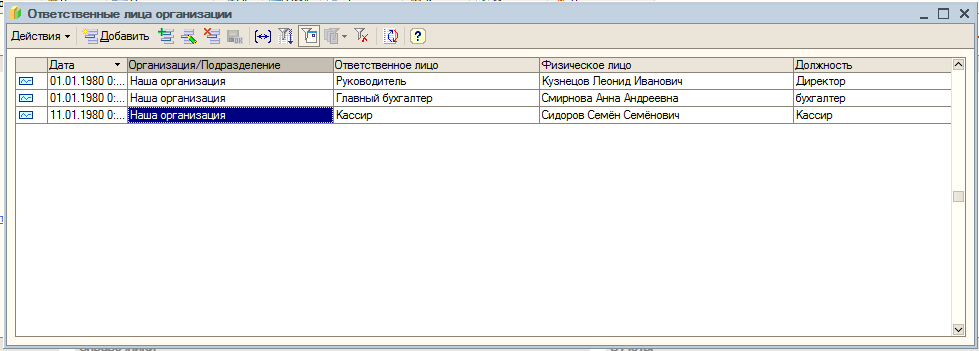 Ответственные лица организации
Действия Добавить
Дата Организация/Подразделение Ответственное лицо Физическое лицо Должность
01.01.1980 0:... Наша организация Руководитель Кузнецов Леонид Иванович Директор
01.01.1980 0:... Наша организация Главный бухгалтер Смирнова Анна Андреевна бухгалтер
11.01.1980 0:... Наша организация Кассир Сидоров Семён Семёнович Кассир